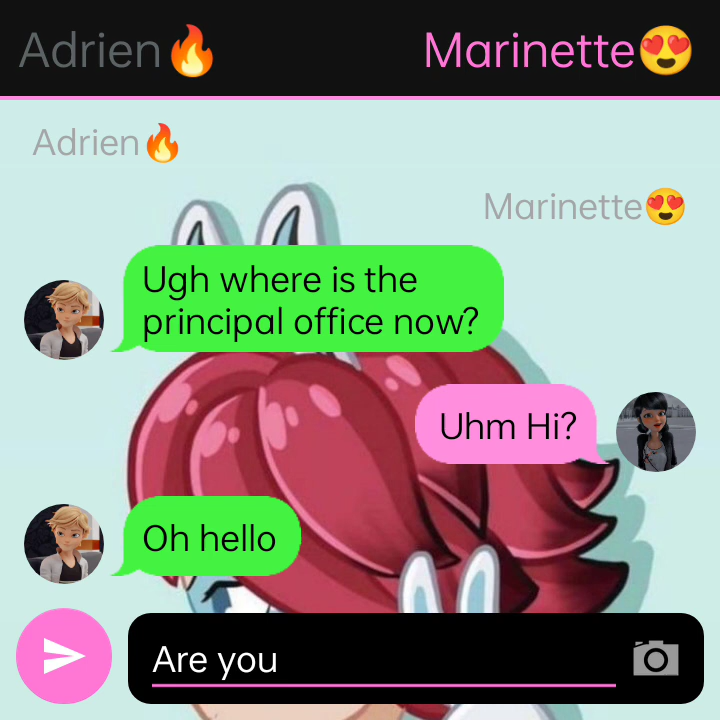 Adrien🔥 Marinette😍
Adrien🔥
Marinette😍
Ugh where is the
principal office now?
Uhm Hi?
Oh hello
Are you